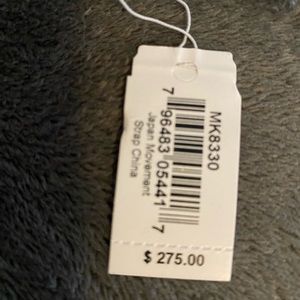 MK8330
7 96483 05441 7
Japan Movement
Strap China
$ 275.00